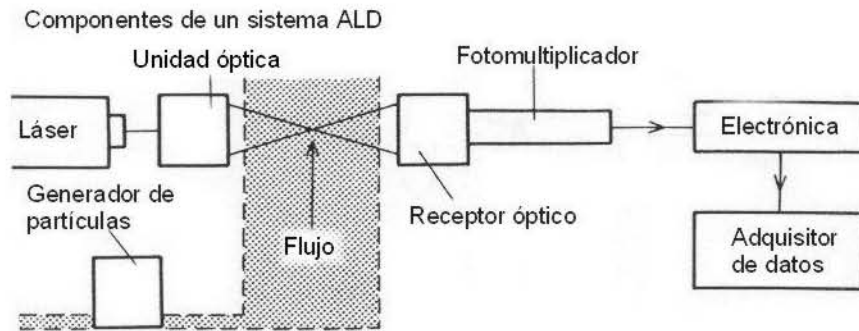 Componentes de un sistema ALD
Unidad óptica
Fotomultiplicador
Láser
Electrónica
Generador de
partículas
Receptor óptico
Flujo
Adquisitor
de datos